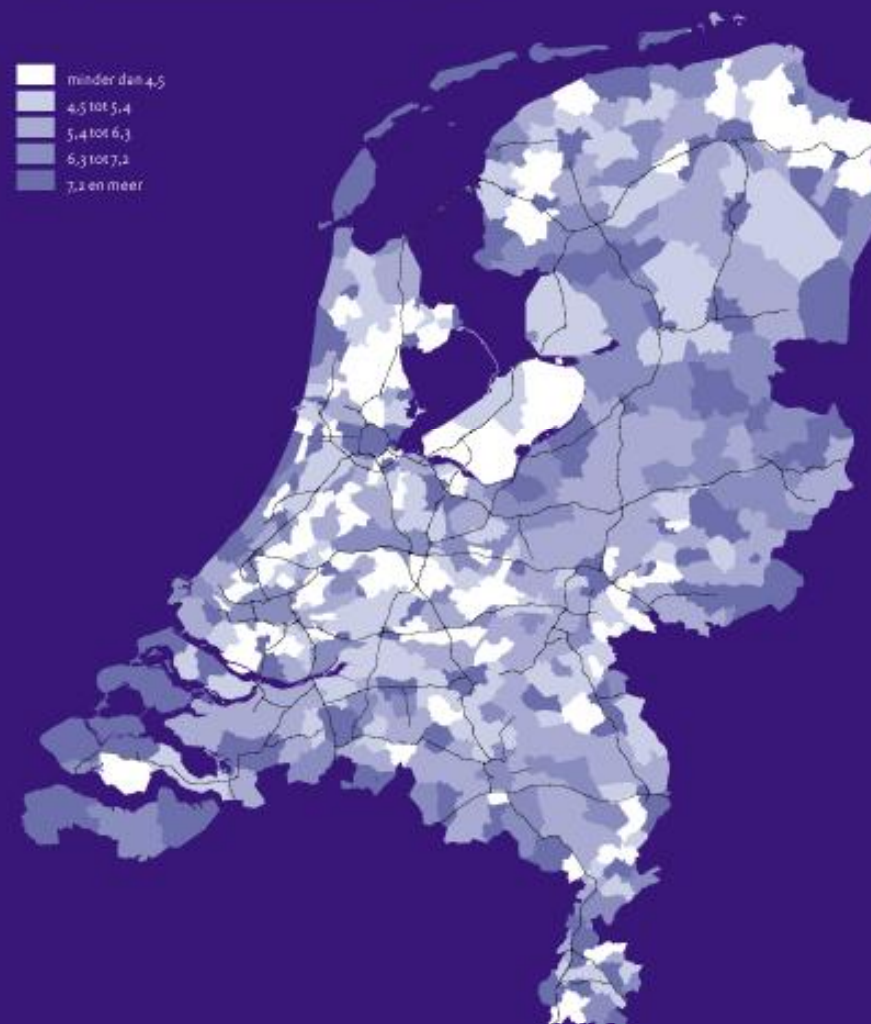 minder dan 4,5
4,5 tot 5,4
5,4 tot 6,3
6,3 tot 7,2
7,2 en meer